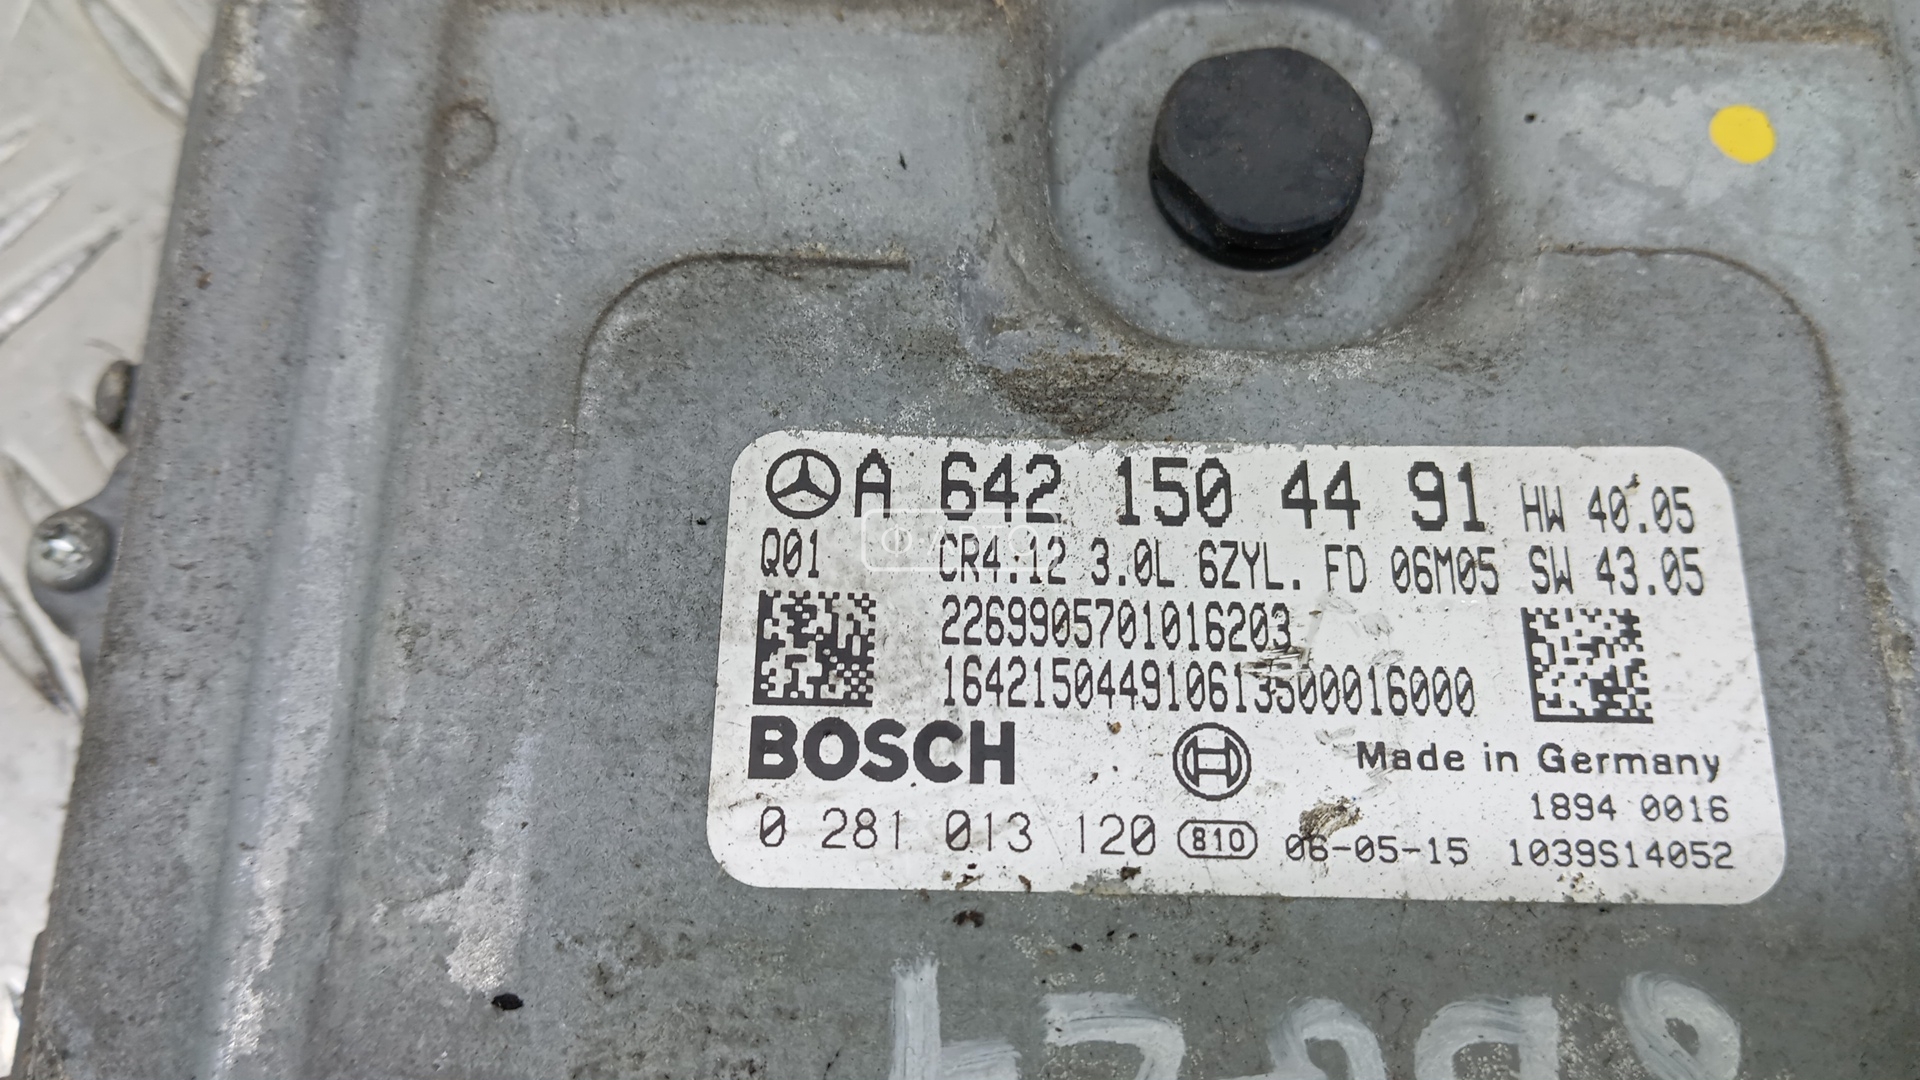 A 642 150 44 91 HW 40.05
Q01 CR4.12 3.0L 6ZYL. FD 06M05 SW 43.05
2269905701016203
164215044910613500016000
BOSCH Made in Germany
1894 0016
0 281 013 120 810 06-05-15 1039S14052